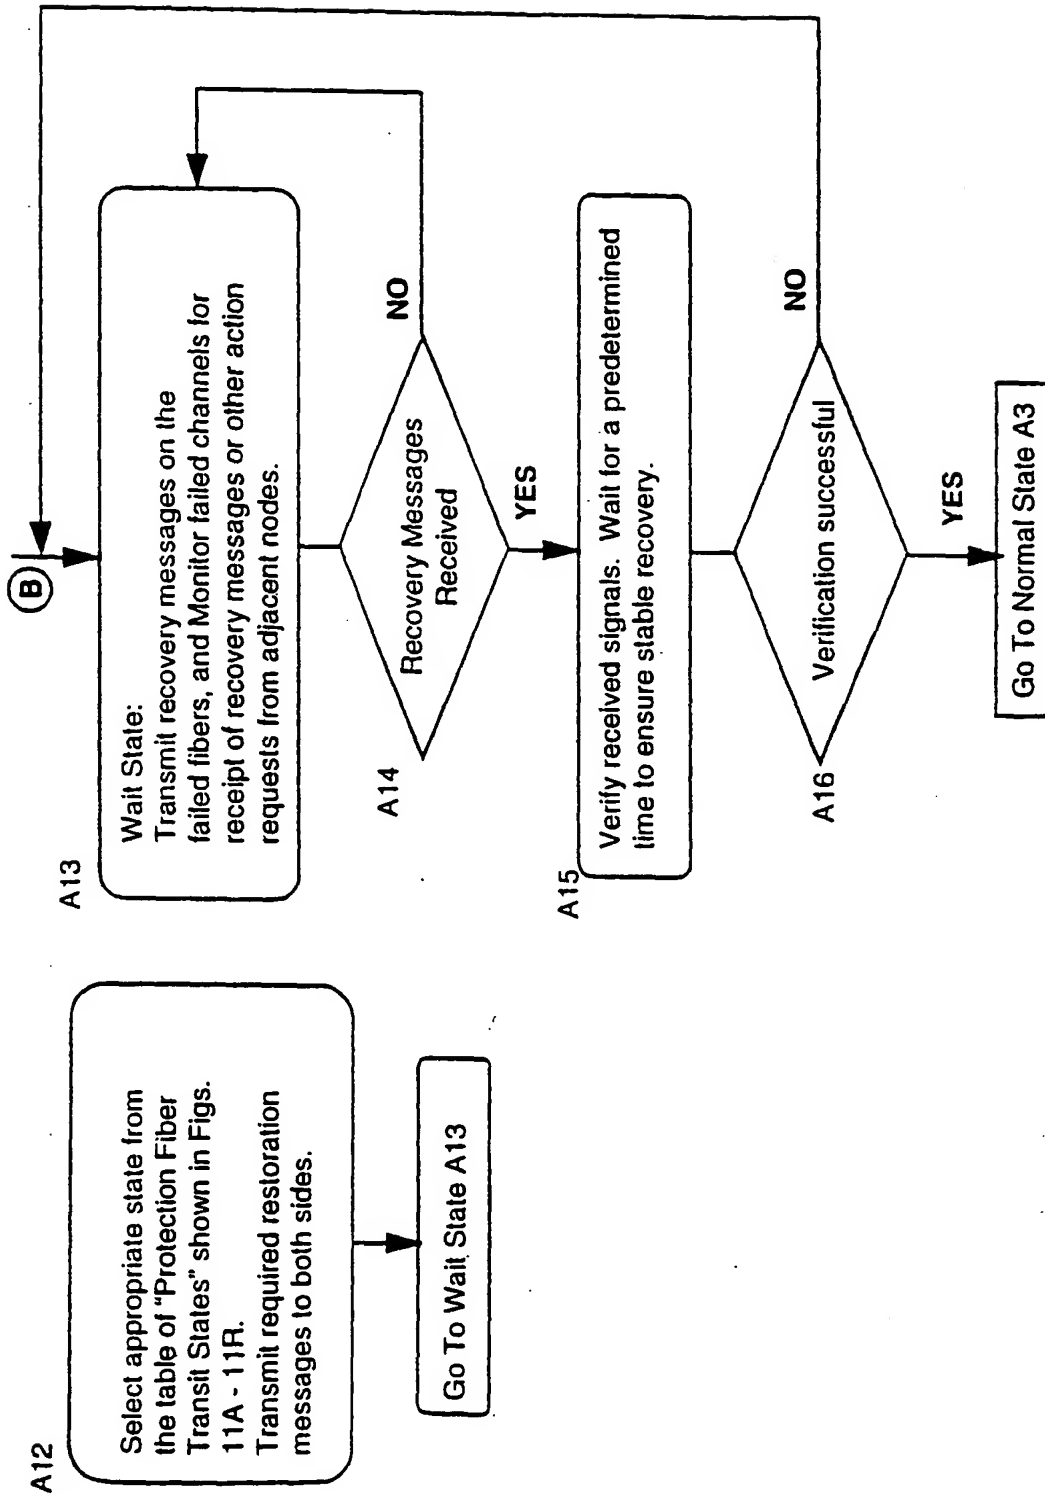 A12
Select appropriate state from
the table of "Protection Fiber
Transit States" shown in Figs.
11A - 11R.
Transmit required restoration
messages to both sides.
Go To Wait State A13
B
A13
Wait State:
Transmit recovery messages on the
failed fibers, and Monitor failed channels for
receipt of recovery messages or other action
requests from adjacent nodes.
A14
Recovery Messages
Received
NO
YES
A15
Verify received signals. Wait for a predetermined
time to ensure stable recovery.
A16
Verification successful
NO
YES
Go To Normal State A3